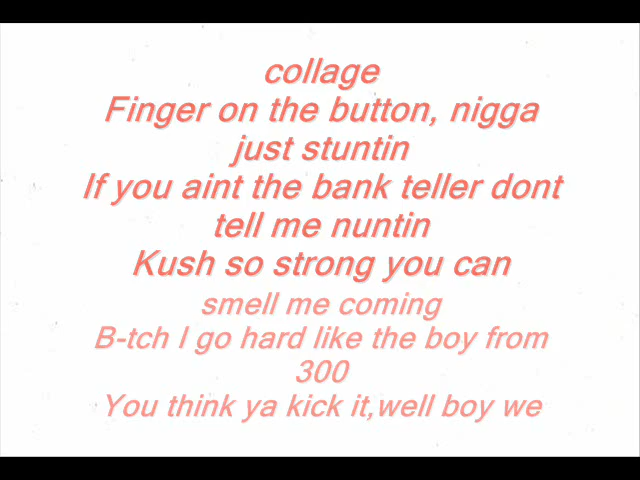 collage
Finger on the button, nigga
just stuntin
If you aint the bank teller dont
tell me nuntin
Kush so strong you can
smell me coming
B-tch I go hard like the boy from
300
You think ya kick it,well boy we